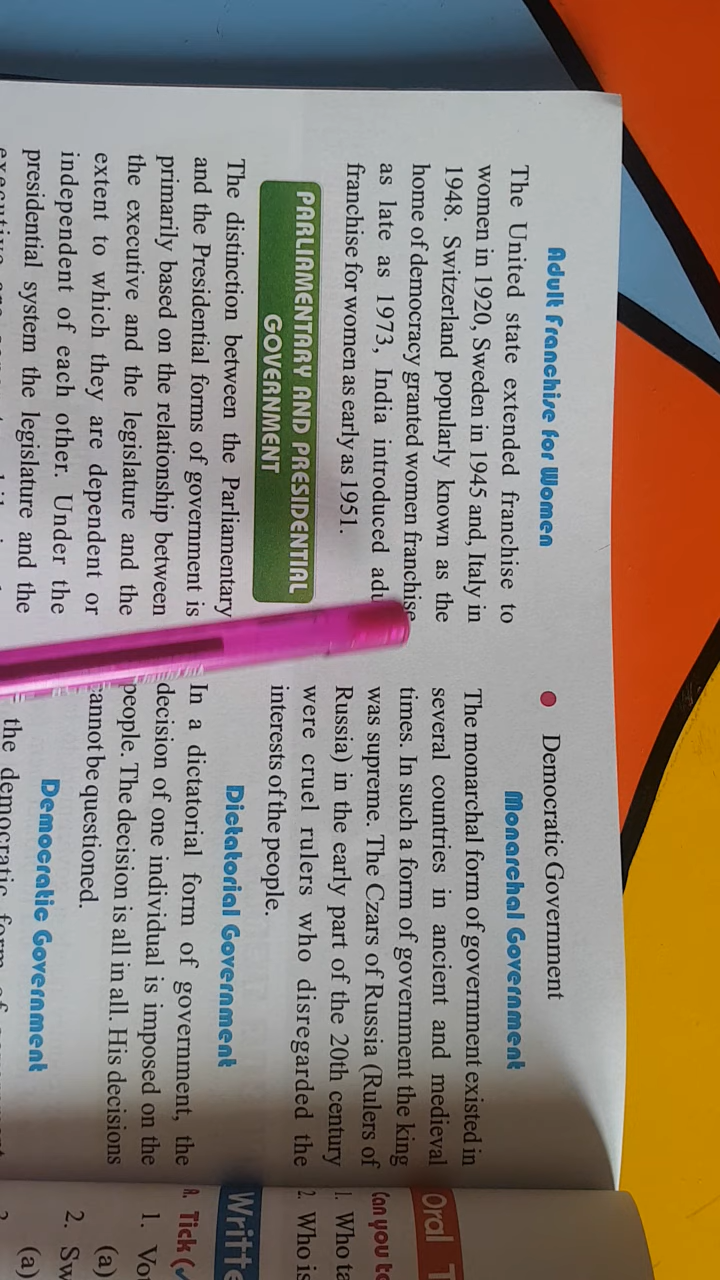 Adult Franchise for Women
The United state extended franchise to
women in 1920, Sweden in 1945 and, Italy in
1948. Switzerland popularly known as the
home of democracy granted women franchise
as late as 1973, India introduced adu
franchise for women as early as 1951.
PARLIAMENTARY AND PRESIDENTIAL
GOVERNMENT
The distinction between the Parliamentary
and the Presidential forms of government is
primarily based on the relationship between
the executive and the legislature and the
extent to which they are dependent or
independent of each other. Under the
presidential system the legislature and the
● Democratic Government
Monarchal Government
The monarchal form of government existed in
several countries in ancient and medieval
times. In such a form of government the king
was supreme. The Czars of Russia (Rulers of
Russia) in the early part of the 20th century
were cruel rulers who disregarded the
interests of the people.
Dictatorial Government
In a dictatorial form of government, the
decision of one individual is imposed on the
people. The decision is all in all. His decisions
cannot be questioned.
Democratic Government
the democratic form of
Oral T
Can you
1. Who ta
2. Who is
Writte
A. Tick (✓
1. Vot
(a)
2. Sw
(a)